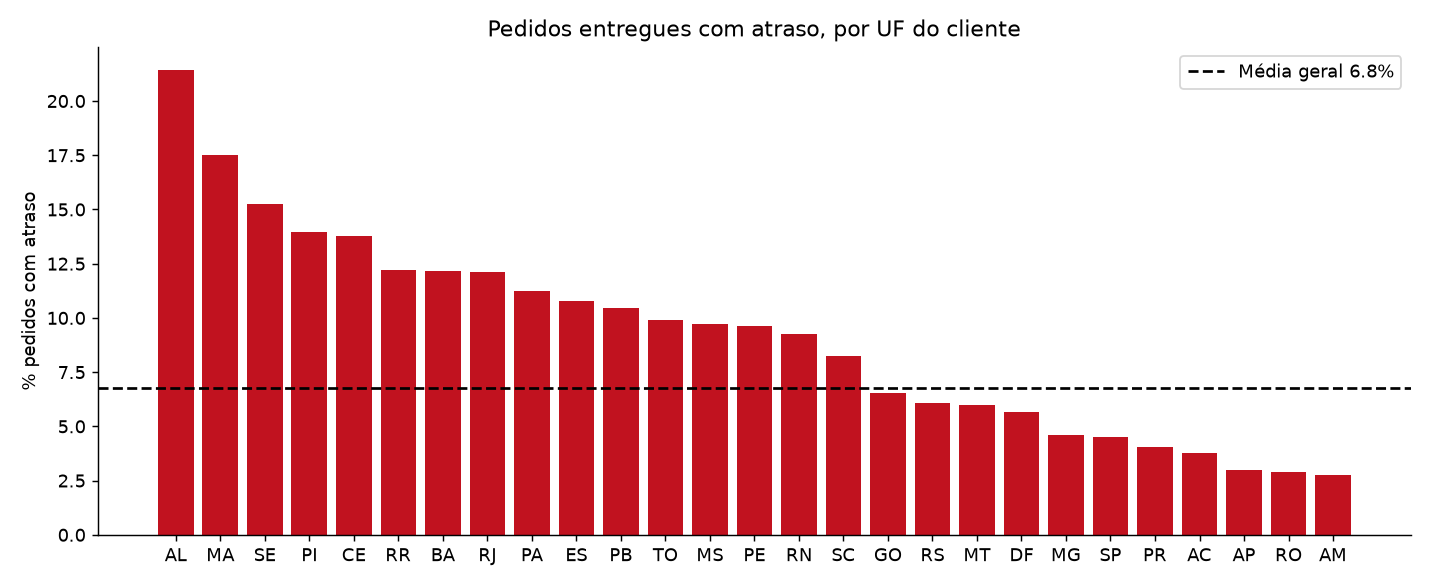 Pedidos entregues com atraso, por UF do cliente
Média geral 6.8%
% pedidos com atraso
20.0
17.5
15.0
12.5
10.0
7.5
5.0
2.5
0.0
AL MA SE PI CE RR BA RJ PA ES PB TO MS PE RN SC GO RS MT DF MG SP PR AC AP RO AM